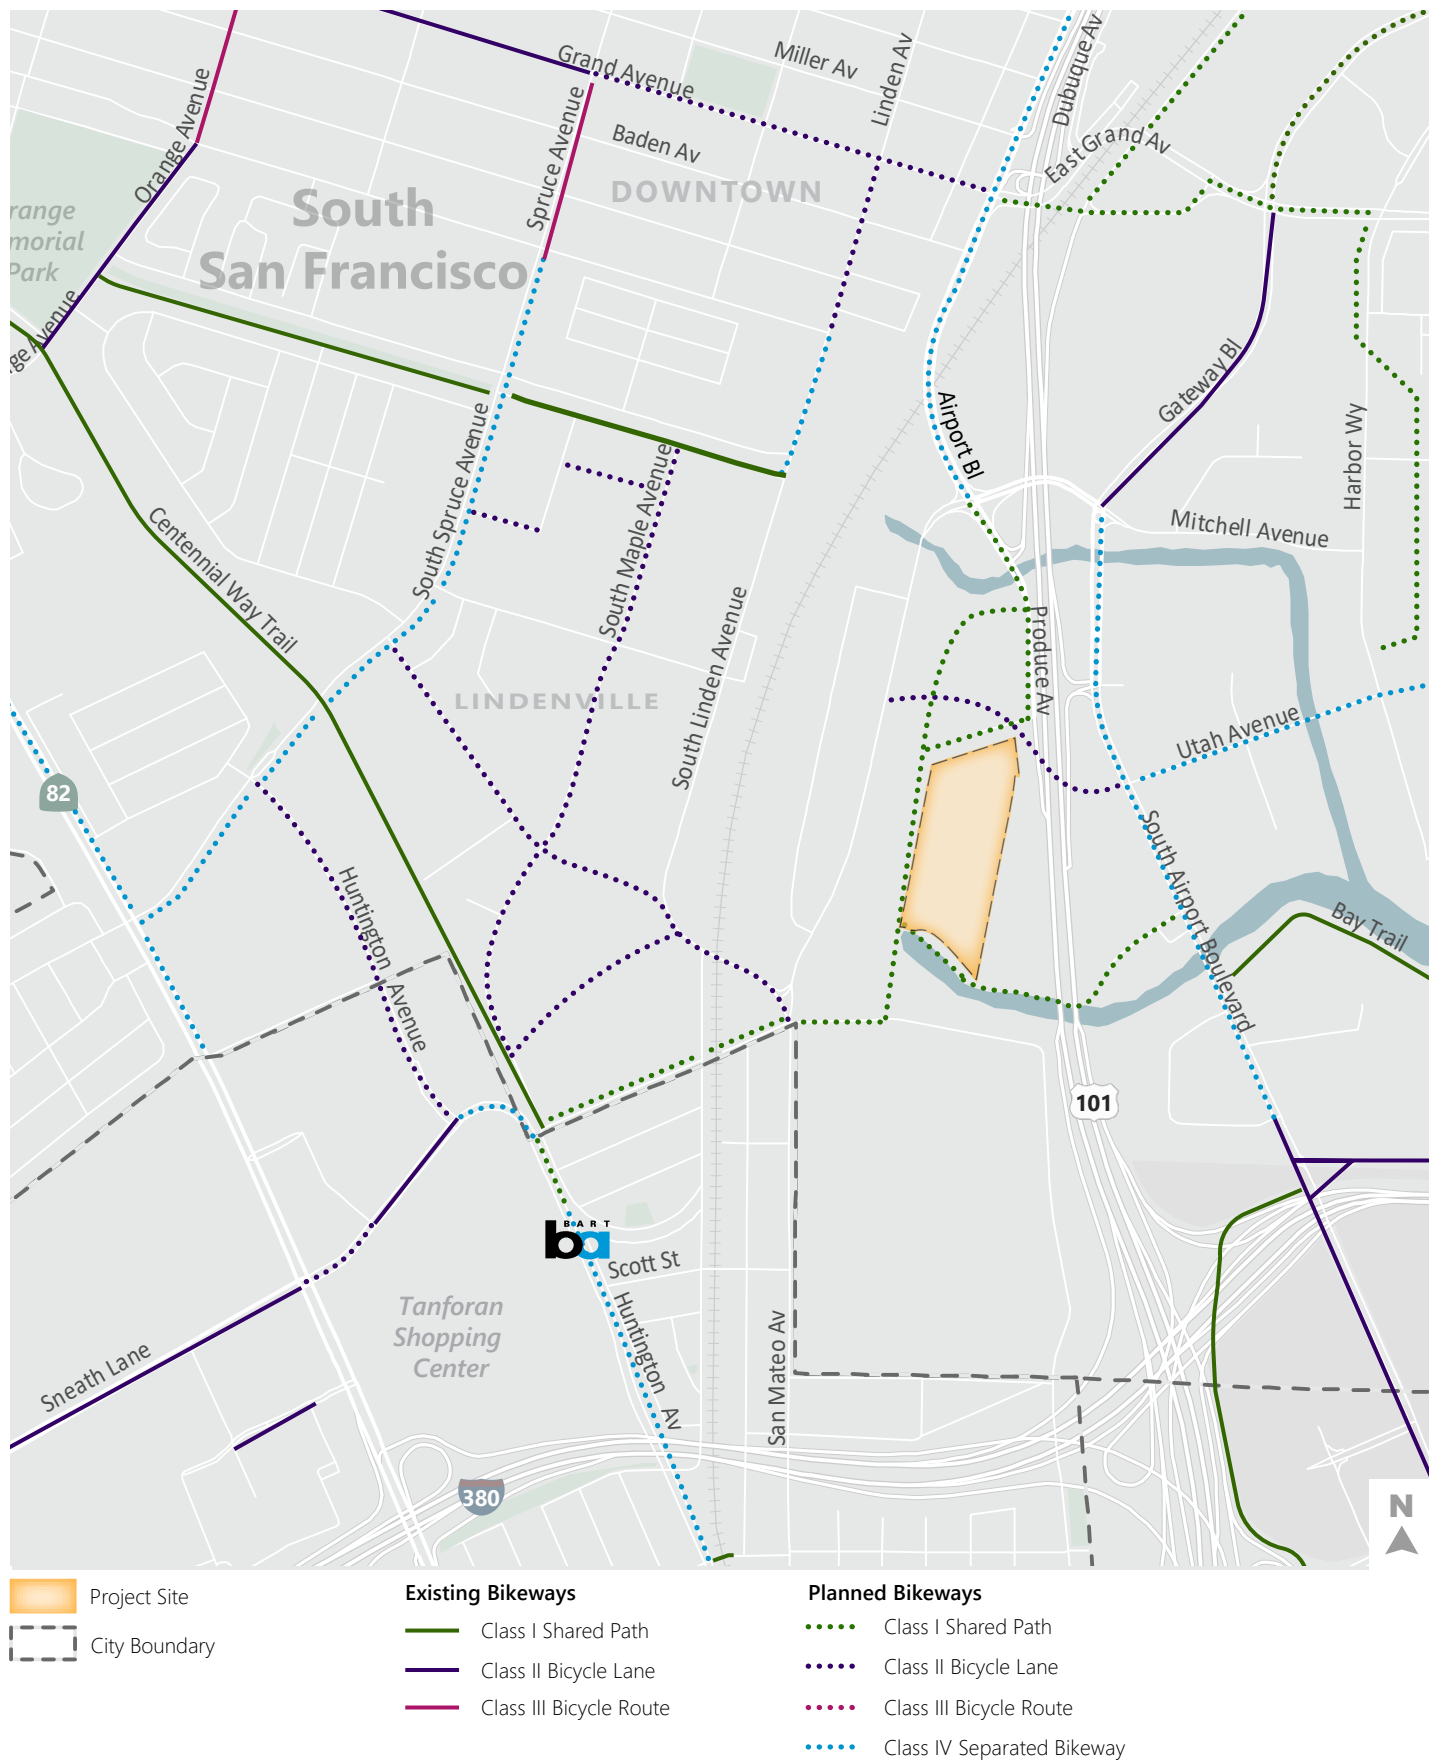 Grand Avenue
Miller Av
Linden Av
Dubuque Av
Orange Avenue
Spruce Avenue
Baden Av
East Grand Av
DOWNTOWN
range
morial
Park
South
San Francisco
ge Avenue
Airport Bl
Gateway Bl
Harbor Wy
South Spruce Avenue
South Maple Avenue
Mitchell Avenue
Centennial Way Trail
South Linden Avenue
Produce Av
LINDENVILLE
Utah Avenue
82
South Airport Boulevard
Huntington Avenue
Bay Trail
101
BART
ba
Scott St
Tanforan
Shopping
Center
Huntington Av
San Mateo Av
Sneath Lane
380
N
Project Site
City Boundary
Existing Bikeways
Class I Shared Path
Class II Bicycle Lane
Class III Bicycle Route
Planned Bikeways
Class I Shared Path
Class II Bicycle Lane
Class III Bicycle Route
Class IV Separated Bikeway